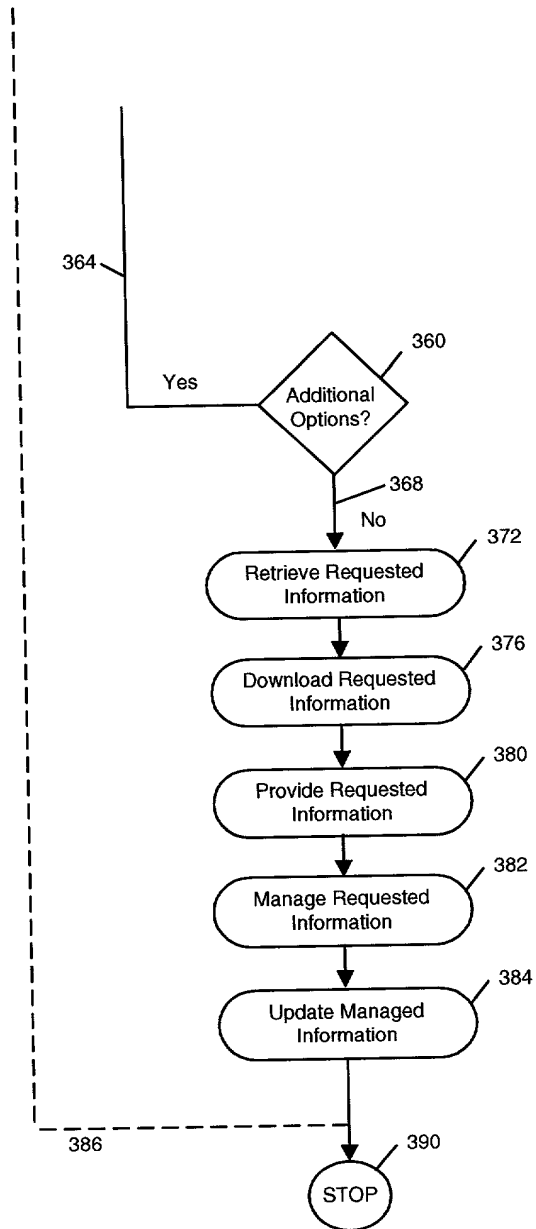 364
360
Yes
Additional
Options?
368
No
372
Retrieve Requested
Information
376
Download Requested
Information
380
Provide Requested
Information
382
Manage Requested
Information
384
Update Managed
Information
386
390
STOP